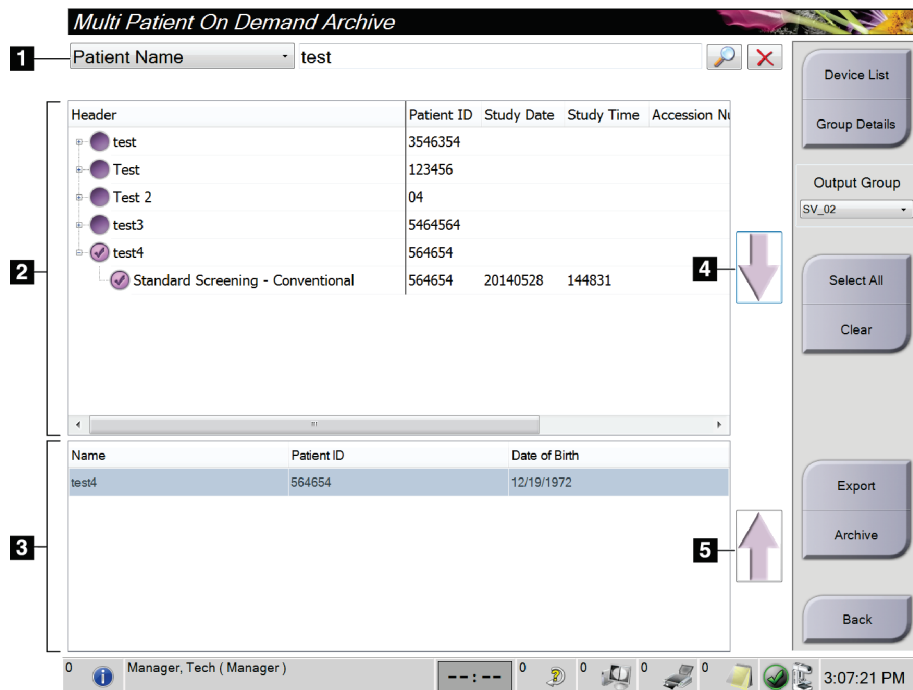 Multi Patient On Demand Archive
1 Patient Name test
Device List
Group Details
Output Group
SV_02
Select All
Clear
Export
Archive
Back
2
Header Patient ID Study Date Study Time Accession Nu
test 3546354
Test 123456
Test 2 04
test3 5464564
test4 564654
Standard Screening - Conventional 564654 20140528 144831
4
3
Name Patient ID Date of Birth
test4 564654 12/19/1972
5
0 Manager, Tech ( Manager ) --:-- 0 0 0 0 3:07:21 PM